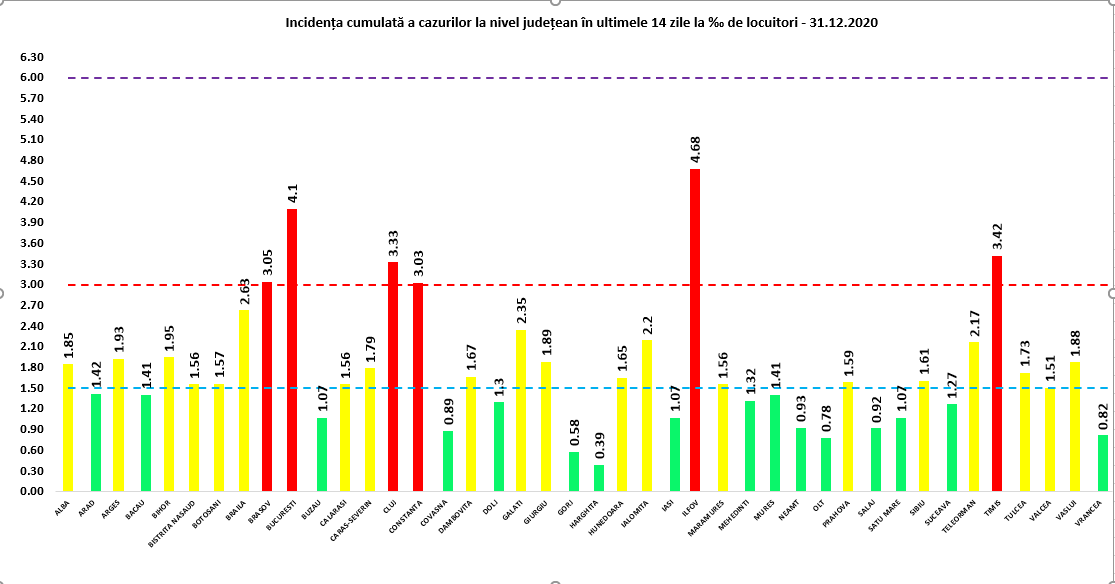 Incidența cumulată a cazurilor la nivel județean în ultimele 14 zile la ‰ de locuitori - 31.12.2020
6.30
6.00
5.70
5.40
5.10
4.80
4.50
4.20
3.90
3.60
3.30
3.00
2.70
2.40
2.10
1.80
1.50
1.20
0.90
0.60
0.30
0.00
1.85
1.42
1.93
1.41
1.95
1.56
1.57
2.63
3.05
4.1
1.07
1.56
1.79
3.33
3.03
0.89
1.67
1.3
2.35
1.89
0.58
0.39
1.65
2.2
1.07
4.68
1.56
1.32
1.41
0.93
0.78
1.59
0.92
1.07
1.61
1.27
2.17
3.42
1.73
1.51
1.88
0.82
ALBA
ARAD
ARGES
BACAU
BIHOR
BISTRITA NASAUD
BOTOSANI
BRAILA
BRASOV
BUCURESTI
BUZAU
CALARASI
CARAS-SEVERIN
CLUJ
CONSTANTA
COVASNA
DAMBOVITA
DOLJ
GALATI
GIURGIU
GORJ
HARGHITA
HUNEDOARA
IALOMITA
IASI
ILFOV
MARAMURES
MEHEDINTI
MURES
NEAMT
OLT
PRAHOVA
SALAJ
SATU MARE
SIBIU
SUCEAVA
TELEORMAN
TIMIS
TULCEA
VALCEA
VASLUI
VRANCEA